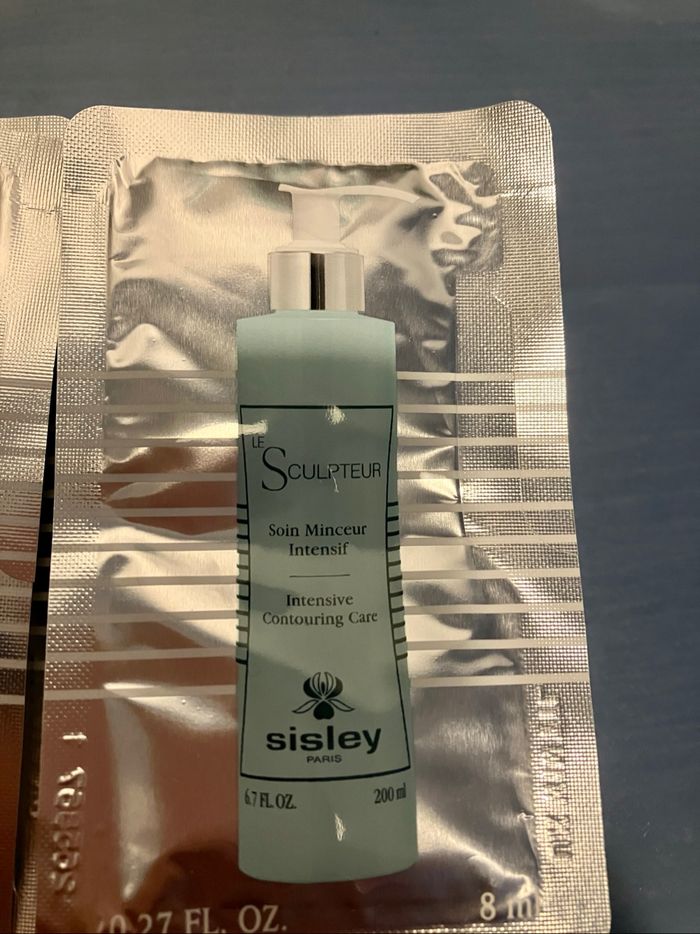 LE
SCULPTEUR
Soin Minceur
Intensif
Intensive
Contouring Care
sisley
PARIS
6.7 FL. OZ. 200 ml
0.27 FL. OZ. 8 ml